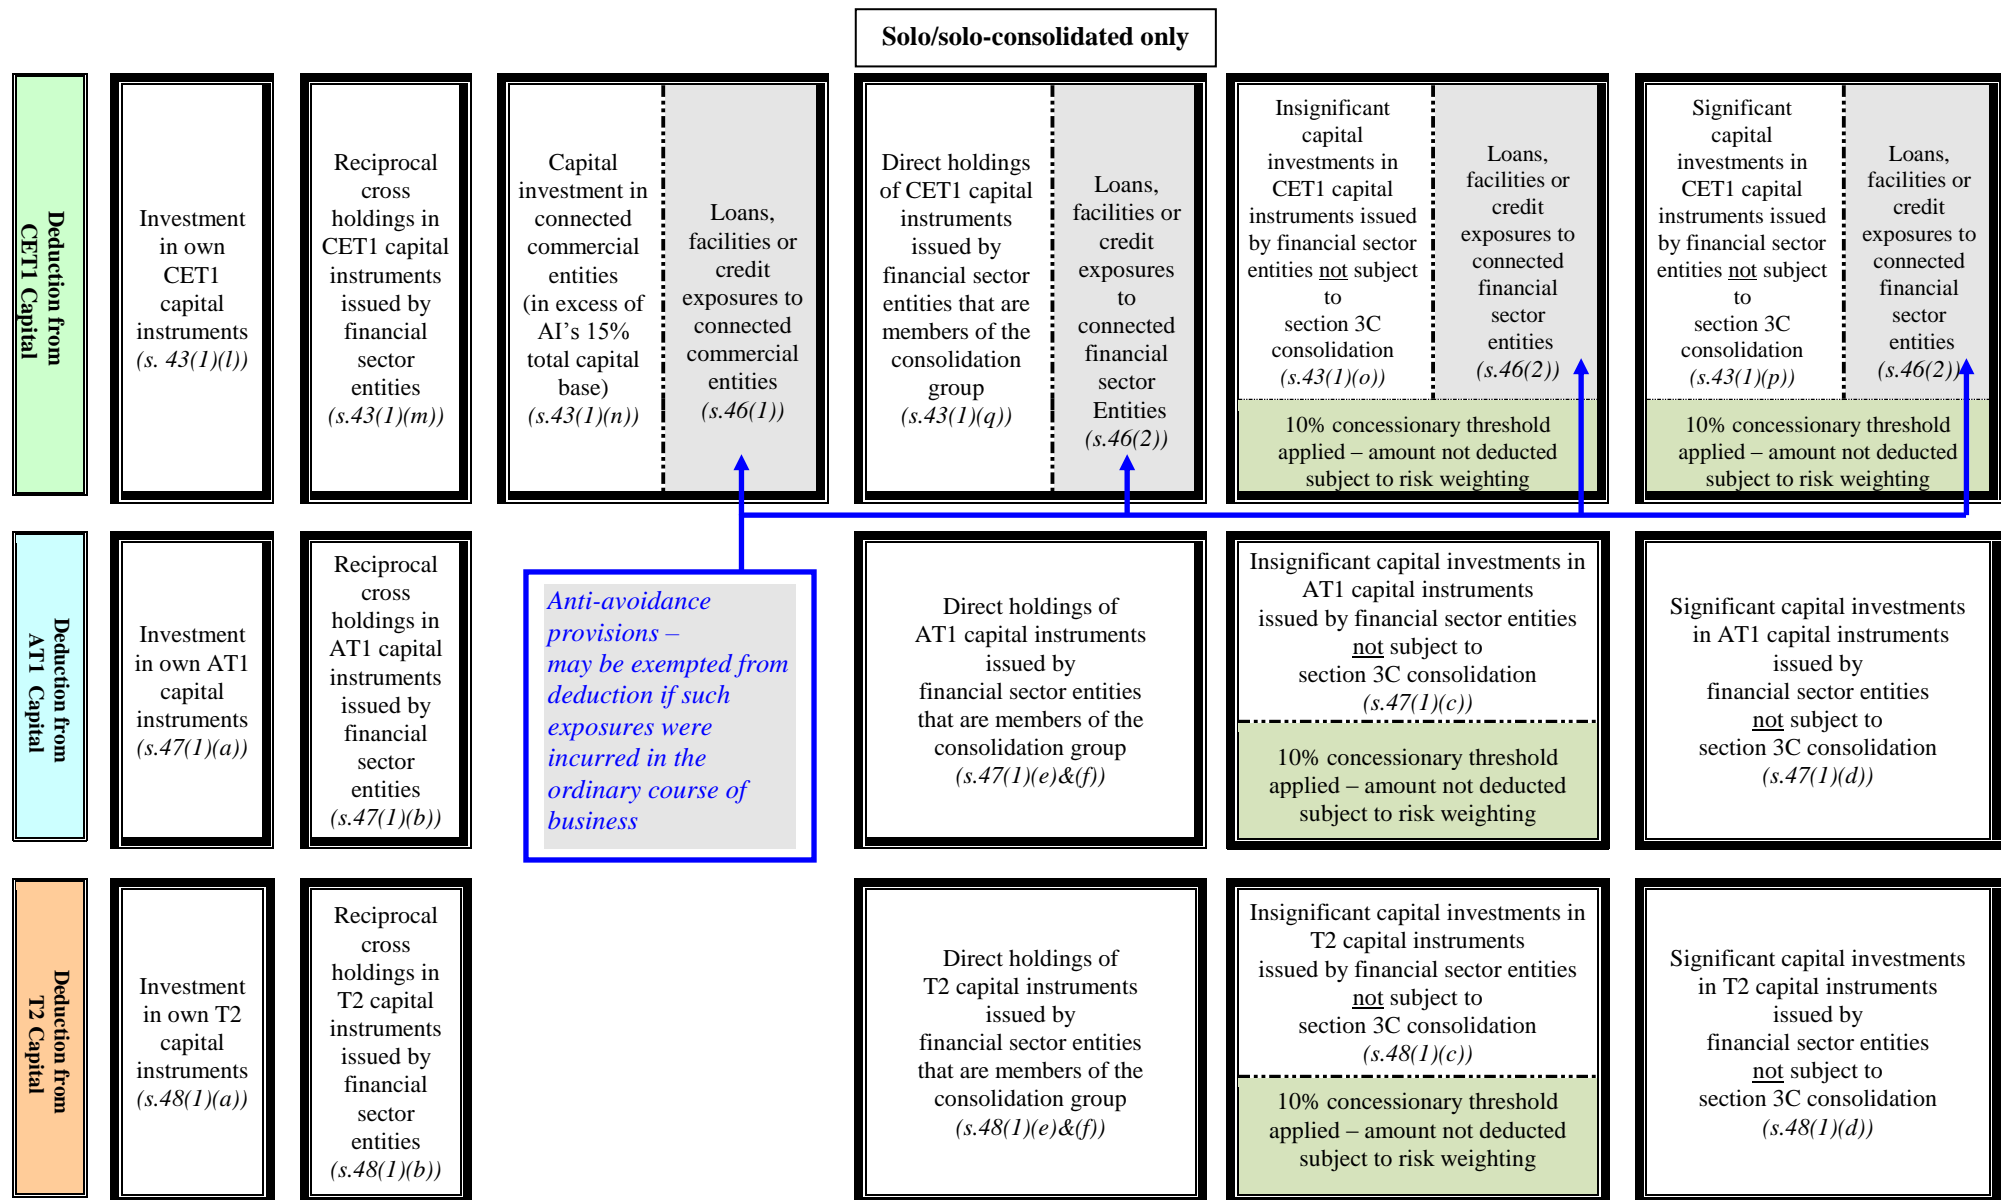 Solo/solo-consolidated only
Deduction from
CET1 Capital
Investment
in own
CET1
capital
instruments
(s. 43(1)(l))
Reciprocal
cross
holdings in
CET1 capital
instruments
issued by
financial
sector
entities
(s.43(1)(m))
Capital
investment in
connected
commercial
entities
(in excess of
AI’s 15%
total capital
base)
(s.43(1)(n))
Loans,
facilities or
credit
exposures to
connected
commercial
entities
(s.46(1))
Direct holdings
of CET1 capital
instruments
issued by
financial sector
entities that are
members of the
consolidation
group
(s.43(1)(q))
Loans,
facilities or
credit
exposures
to
connected
financial
sector
Entities
(s.46(2))
Insignificant
capital
investments in
CET1 capital
instruments issued
by financial sector
entities not subject
to
section 3C
consolidation
(s.43(1)(o))
Loans,
facilities or
credit
exposures to
connected
financial
sector
entities
(s.46(2))
10% concessionary threshold
applied – amount not deducted
subject to risk weighting
Significant
capital
investments in
CET1 capital
instruments issued
by financial sector
entities not subject
to
section 3C
consolidation
(s.43(1)(p))
Loans,
facilities or
credit
exposures to
connected
financial
sector
entities
(s.46(2))
10% concessionary threshold
applied – amount not deducted
subject to risk weighting
Deduction from
AT1 Capital
Investment
in own AT1
capital
instruments
(s.47(1)(a))
Reciprocal
cross
holdings in
AT1 capital
instruments
issued by
financial
sector
entities
(s.47(1)(b))
Anti-avoidance
provisions –
may be exempted from
deduction if such
exposures were
incurred in the
ordinary course of
business
Direct holdings of
AT1 capital instruments
issued by
financial sector entities
that are members of the
consolidation group
(s.47(1)(e)&(f))
Insignificant capital investments in
AT1 capital instruments
issued by financial sector entities
not subject to
section 3C consolidation
(s.47(1)(c))
10% concessionary threshold
applied – amount not deducted
subject to risk weighting
Significant capital investments
in AT1 capital instruments
issued by
financial sector entities
not subject to
section 3C consolidation
(s.47(1)(d))
Deduction from
T2 Capital
Investment
in own T2
capital
instruments
(s.48(1)(a))
Reciprocal
cross
holdings in
T2 capital
instruments
issued by
financial
sector
entities
(s.48(1)(b))
Direct holdings of
T2 capital instruments
issued by
financial sector entities
that are members of the
consolidation group
(s.48(1)(e)&(f))
Insignificant capital investments in
T2 capital instruments
issued by financial sector entities
not subject to
section 3C consolidation
(s.48(1)(c))
10% concessionary threshold
applied – amount not deducted
subject to risk weighting
Significant capital investments
in T2 capital instruments
issued by
financial sector entities
not subject to
section 3C consolidation
(s.48(1)(d))